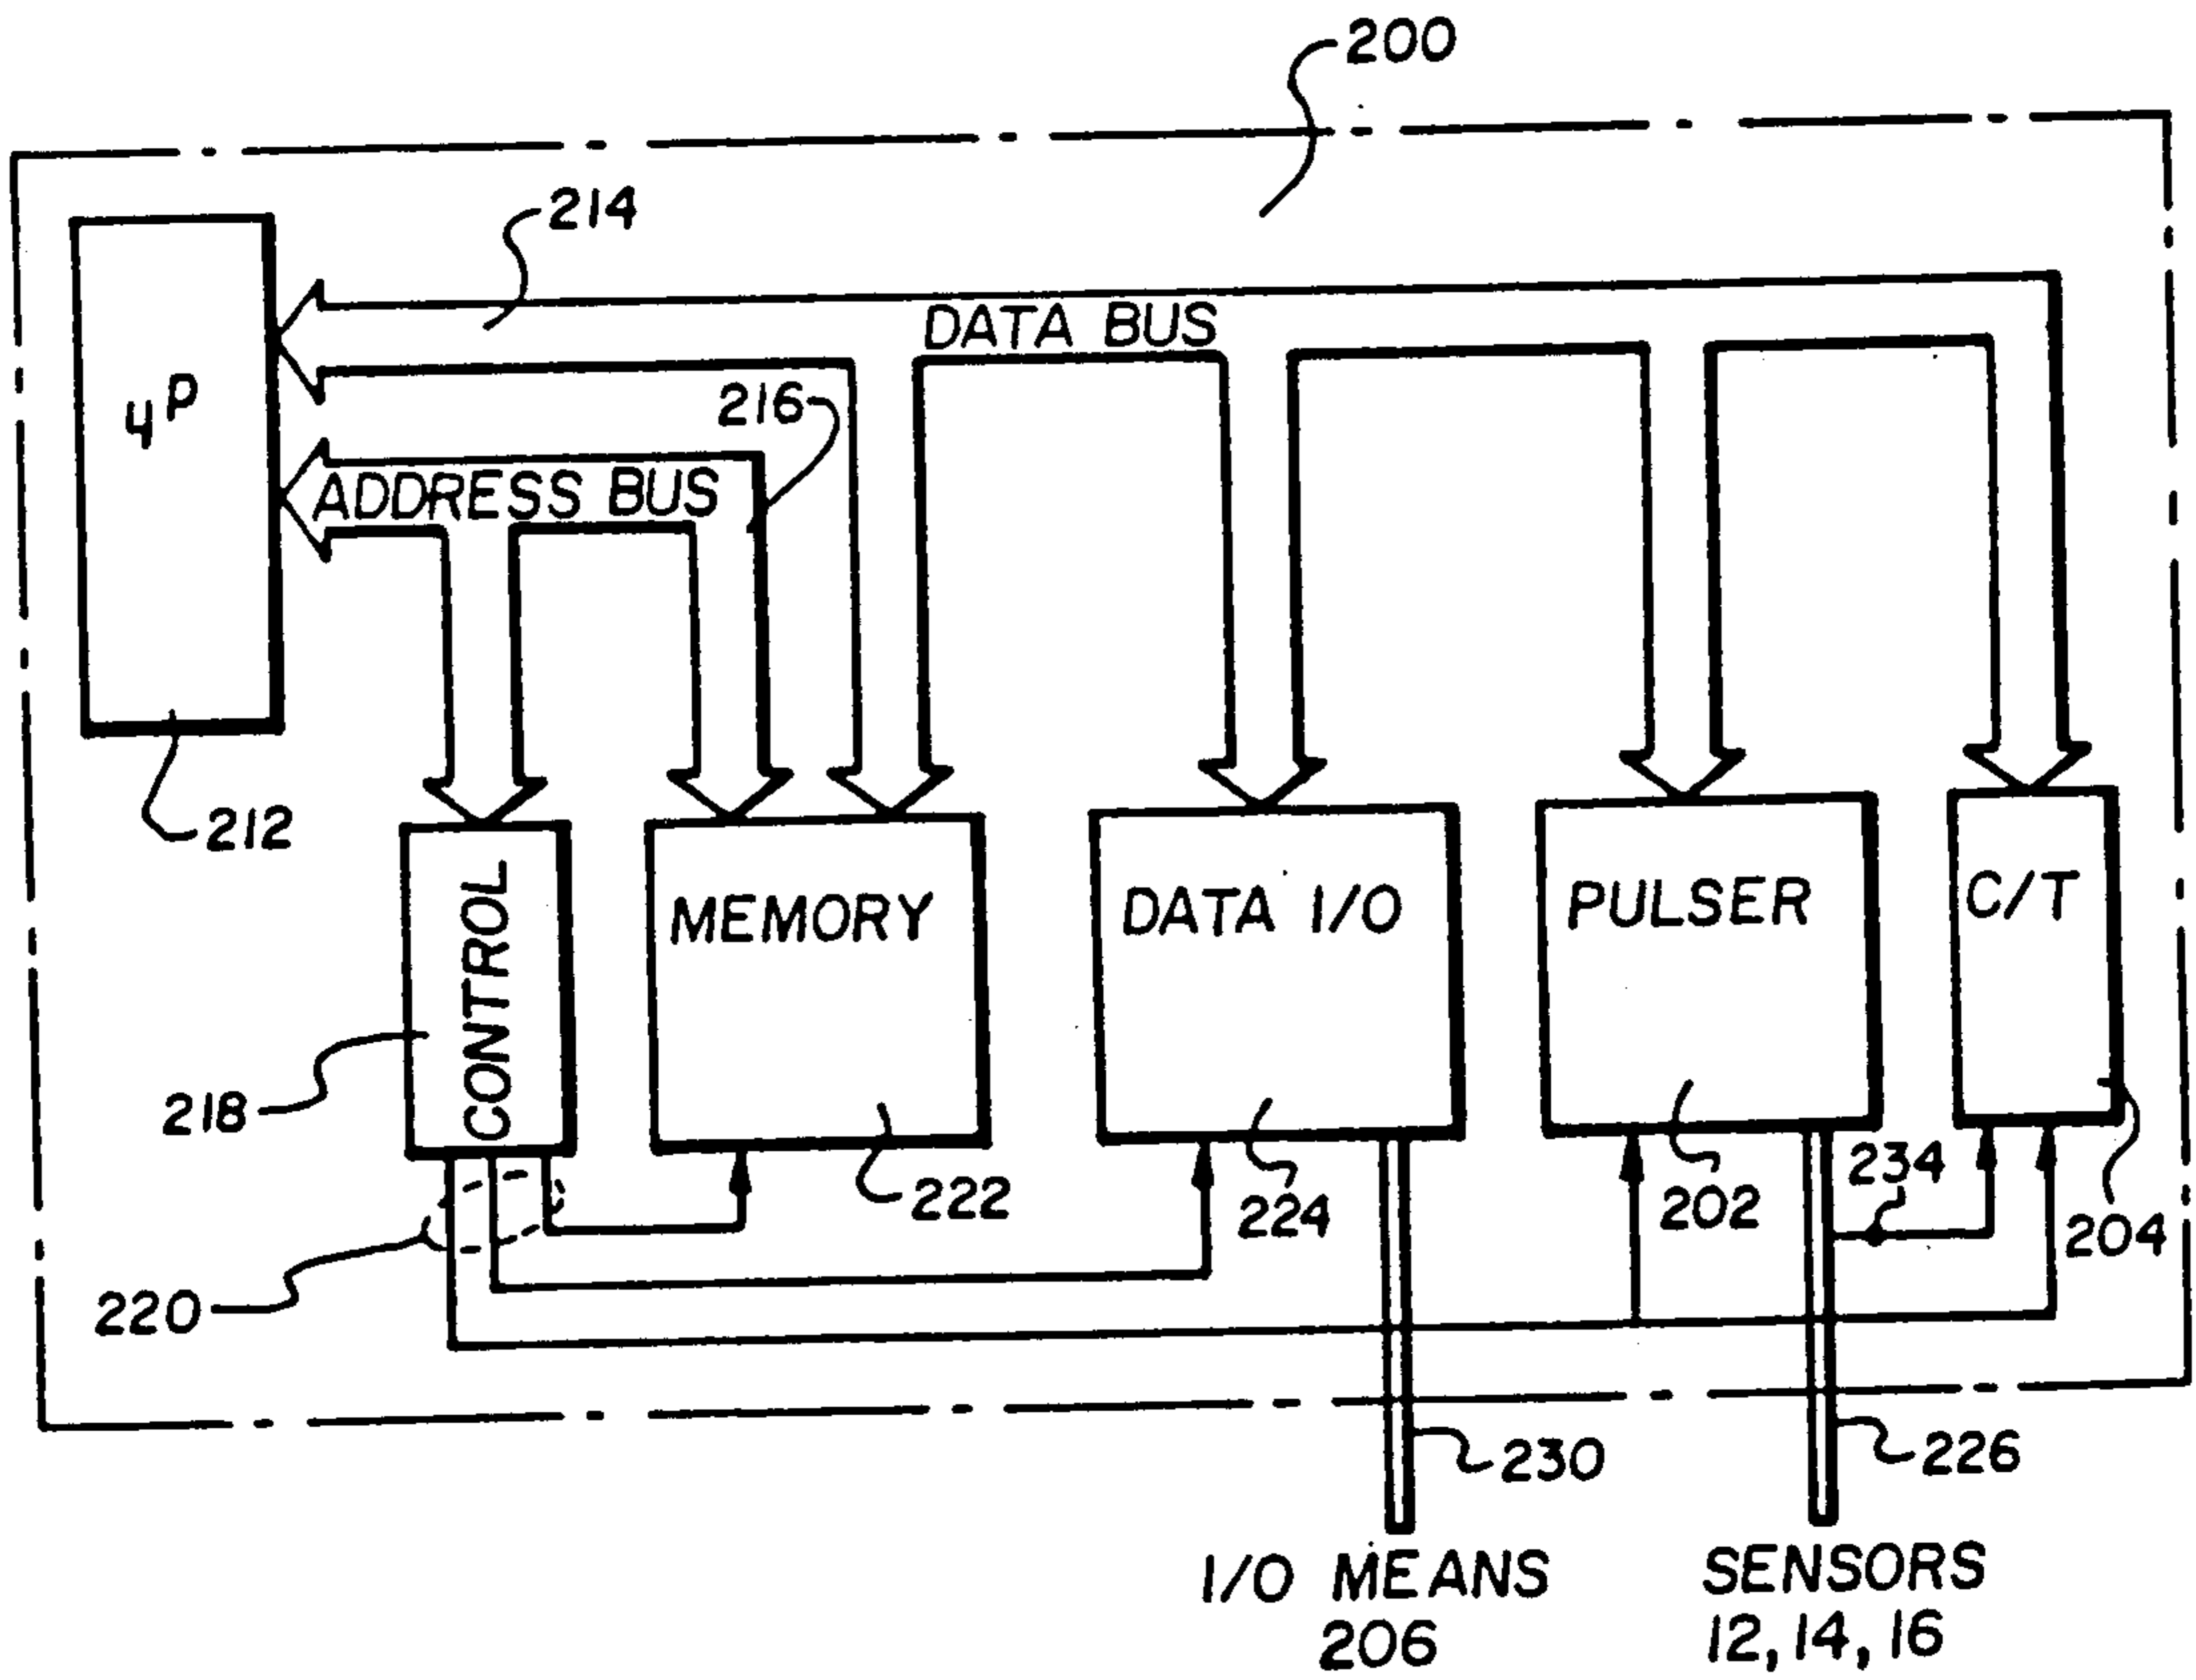 200
214
DATA BUS
216
μP
ADDRESS BUS
212
CONTROL
MEMORY
DATA I/O
PULSER
C/T
218
222
224
202
234
204
220
230
226
I/O MEANS
206
SENSORS
12, 14, 16